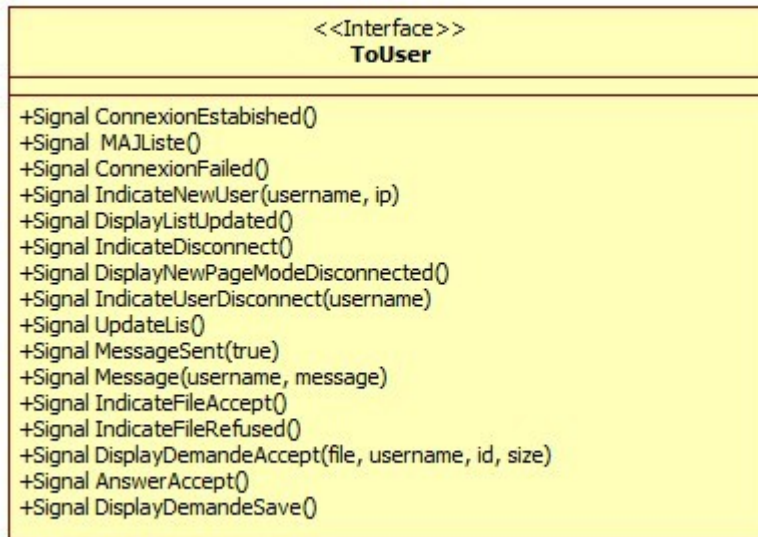 <<Interface>>
ToUser
+Signal ConnexionEstabished()
+Signal MAJListe()
+Signal ConnexionFailed()
+Signal IndicateNewUser(username, ip)
+Signal DisplayListUpdated()
+Signal IndicateDisconnect()
+Signal DisplayNewPageModeDisconnected()
+Signal IndicateUserDisconnect(username)
+Signal UpdateLis()
+Signal MessageSent(true)
+Signal Message(username, message)
+Signal IndicateFileAccept()
+Signal IndicateFileRefused()
+Signal DisplayDemandeAccept(file, username, id, size)
+Signal AnswerAccept()
+Signal DisplayDemandeSave()